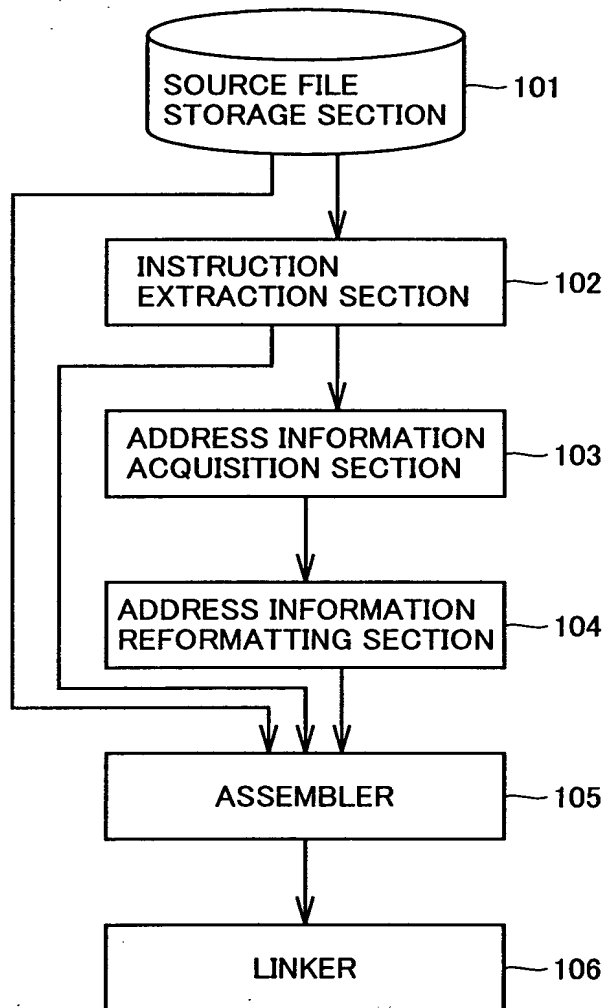 SOURCE FILE
STORAGE SECTION
101
INSTRUCTION
EXTRACTION SECTION
102
ADDRESS INFORMATION
ACQUISITION SECTION
103
ADDRESS INFORMATION
REFORMATTING SECTION
104
ASSEMBLER
105
LINKER
106